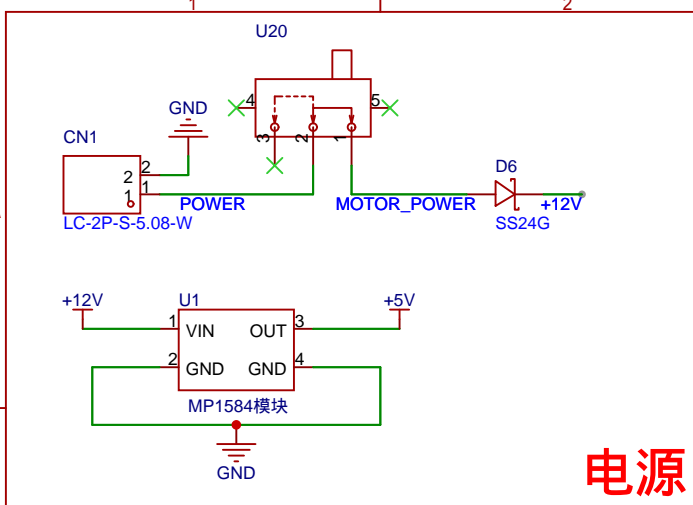 1
2
U20
4
5
3
2
1
GND
CN1
2
2
1
1
POWER
LC-2P-S-5.08-W
MOTOR_POWER
D6
+12V
SS24G
+12V
U1
+5V
1
VIN
OUT
3
2
GND
GND
4
MP1584模块
GND
电源